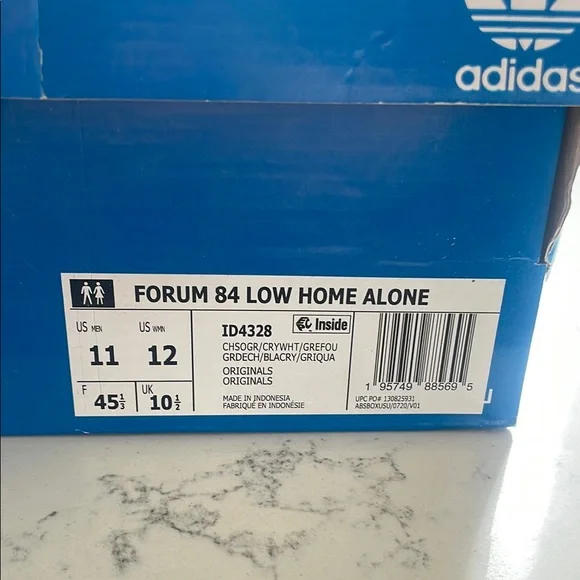 adidas
FORUM 84 LOW HOME ALONE
US MEN
11
US WMN
12
F
45⅓
UK
10½
ID4328
Inside
CHSOGR/CRYWHT/GREFOU
GRDECH/BLACRY/GRIQUA
ORIGINALS
ORIGINALS
MADE IN INDONESIA
FABRIQUÉ EN INDONÉSIE
1 95749 88569 5
UPC PO# 130825931
ABSBOXUSU/0720/V01